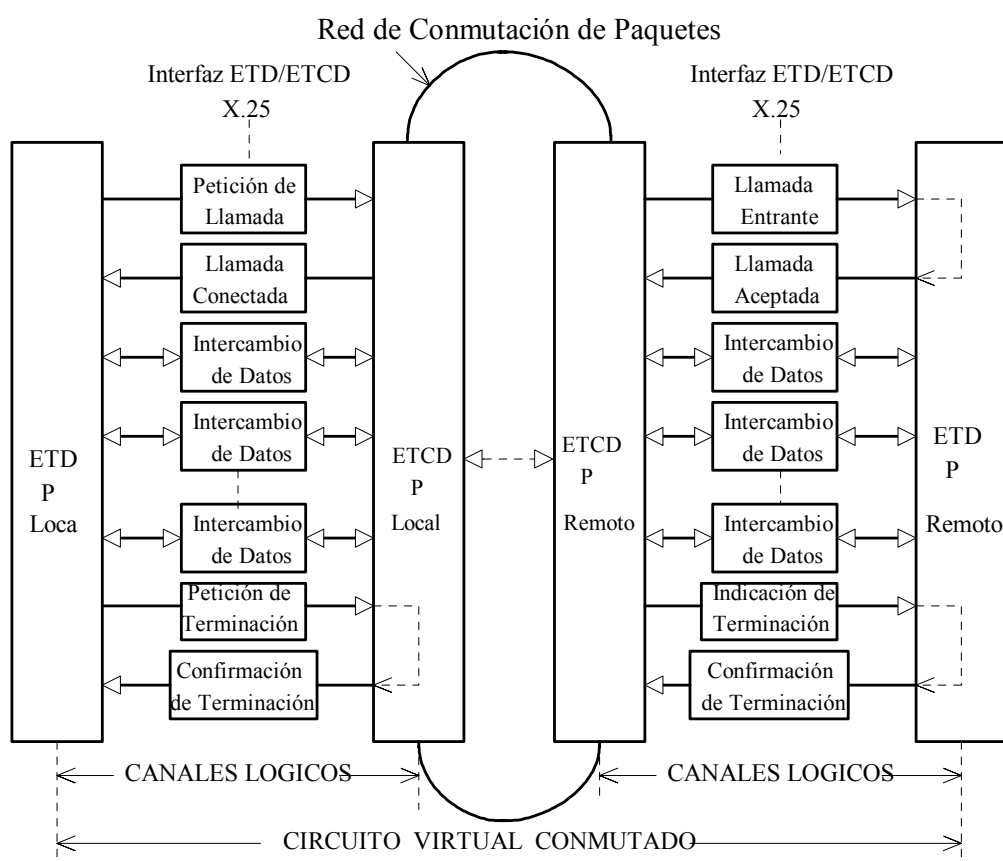 Red de Conmutación de Paquetes
Interfaz ETD/ETCD
X.25
Interfaz ETD/ETCD
X.25
Petición de
Llamada
Llamada
Conectada
Intercambio
de Datos
Intercambio
de Datos
Intercambio
de Datos
Petición de
Terminación
Confirmación
de Terminación
Llamada
Entrante
Llamada
Aceptada
Intercambio
de Datos
Intercambio
de Datos
Intercambio
de Datos
Indicación de
Terminación
Confirmación
de Terminación
ETD
P
Loca
ETCD
P
Local
ETCD
P
Remoto
ETD
P
Remoto
CANALES LOGICOS
CANALES LOGICOS
CIRCUITO VIRTUAL CONMUTADO